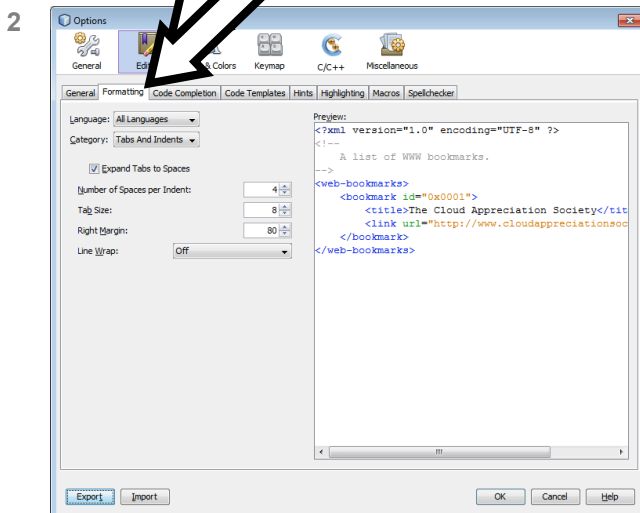 2
Options
General & Colors Keymap C/C++ Miscellaneous
General Formatting Code Completion Code Templates Hints Highlighting Macros Spellchecker
Language: All Languages
Category: Tabs And Indents
Expand Tabs to Spaces
Number of Spaces per Indent: 4
Tab Size: 8
Right Margin: 80
Line Wrap: Off
Preview:
<?xml version="1.0" encoding="UTF-8" ?>
<!--
A list of WWW bookmarks.
-->
<web-bookmarks>
<bookmark id="0x0001">
<title>The Cloud Appreciation Society</tit
<link url="http://www.cloudappreciationsoc
</bookmark>
</web-bookmarks>
Export Import OK Cancel Help